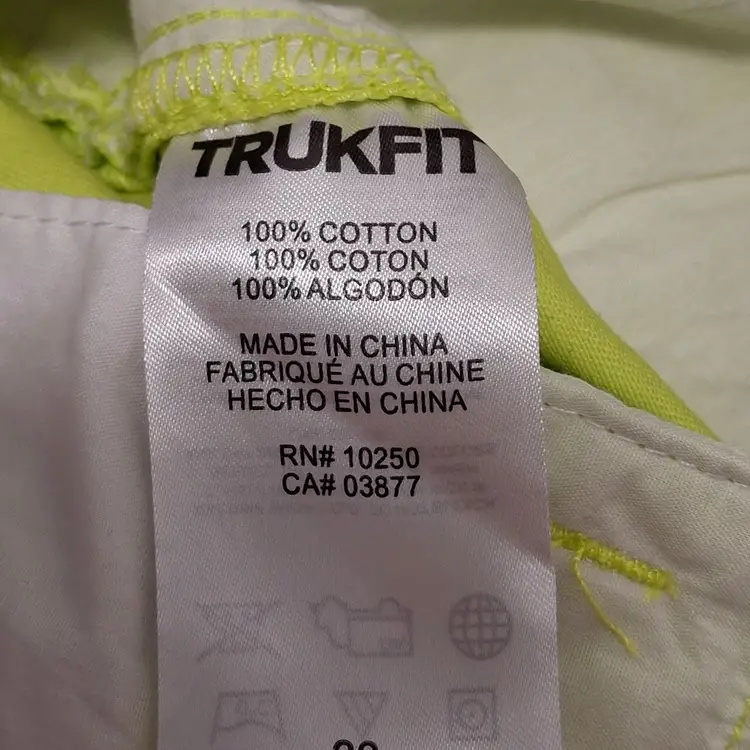 TRUKFIT
100% COTTON
100% COTON
100% ALGODÓN
MADE IN CHINA
FABRIQUÉ AU CHINE
HECHO EN CHINA
RN# 10250
CA# 03877